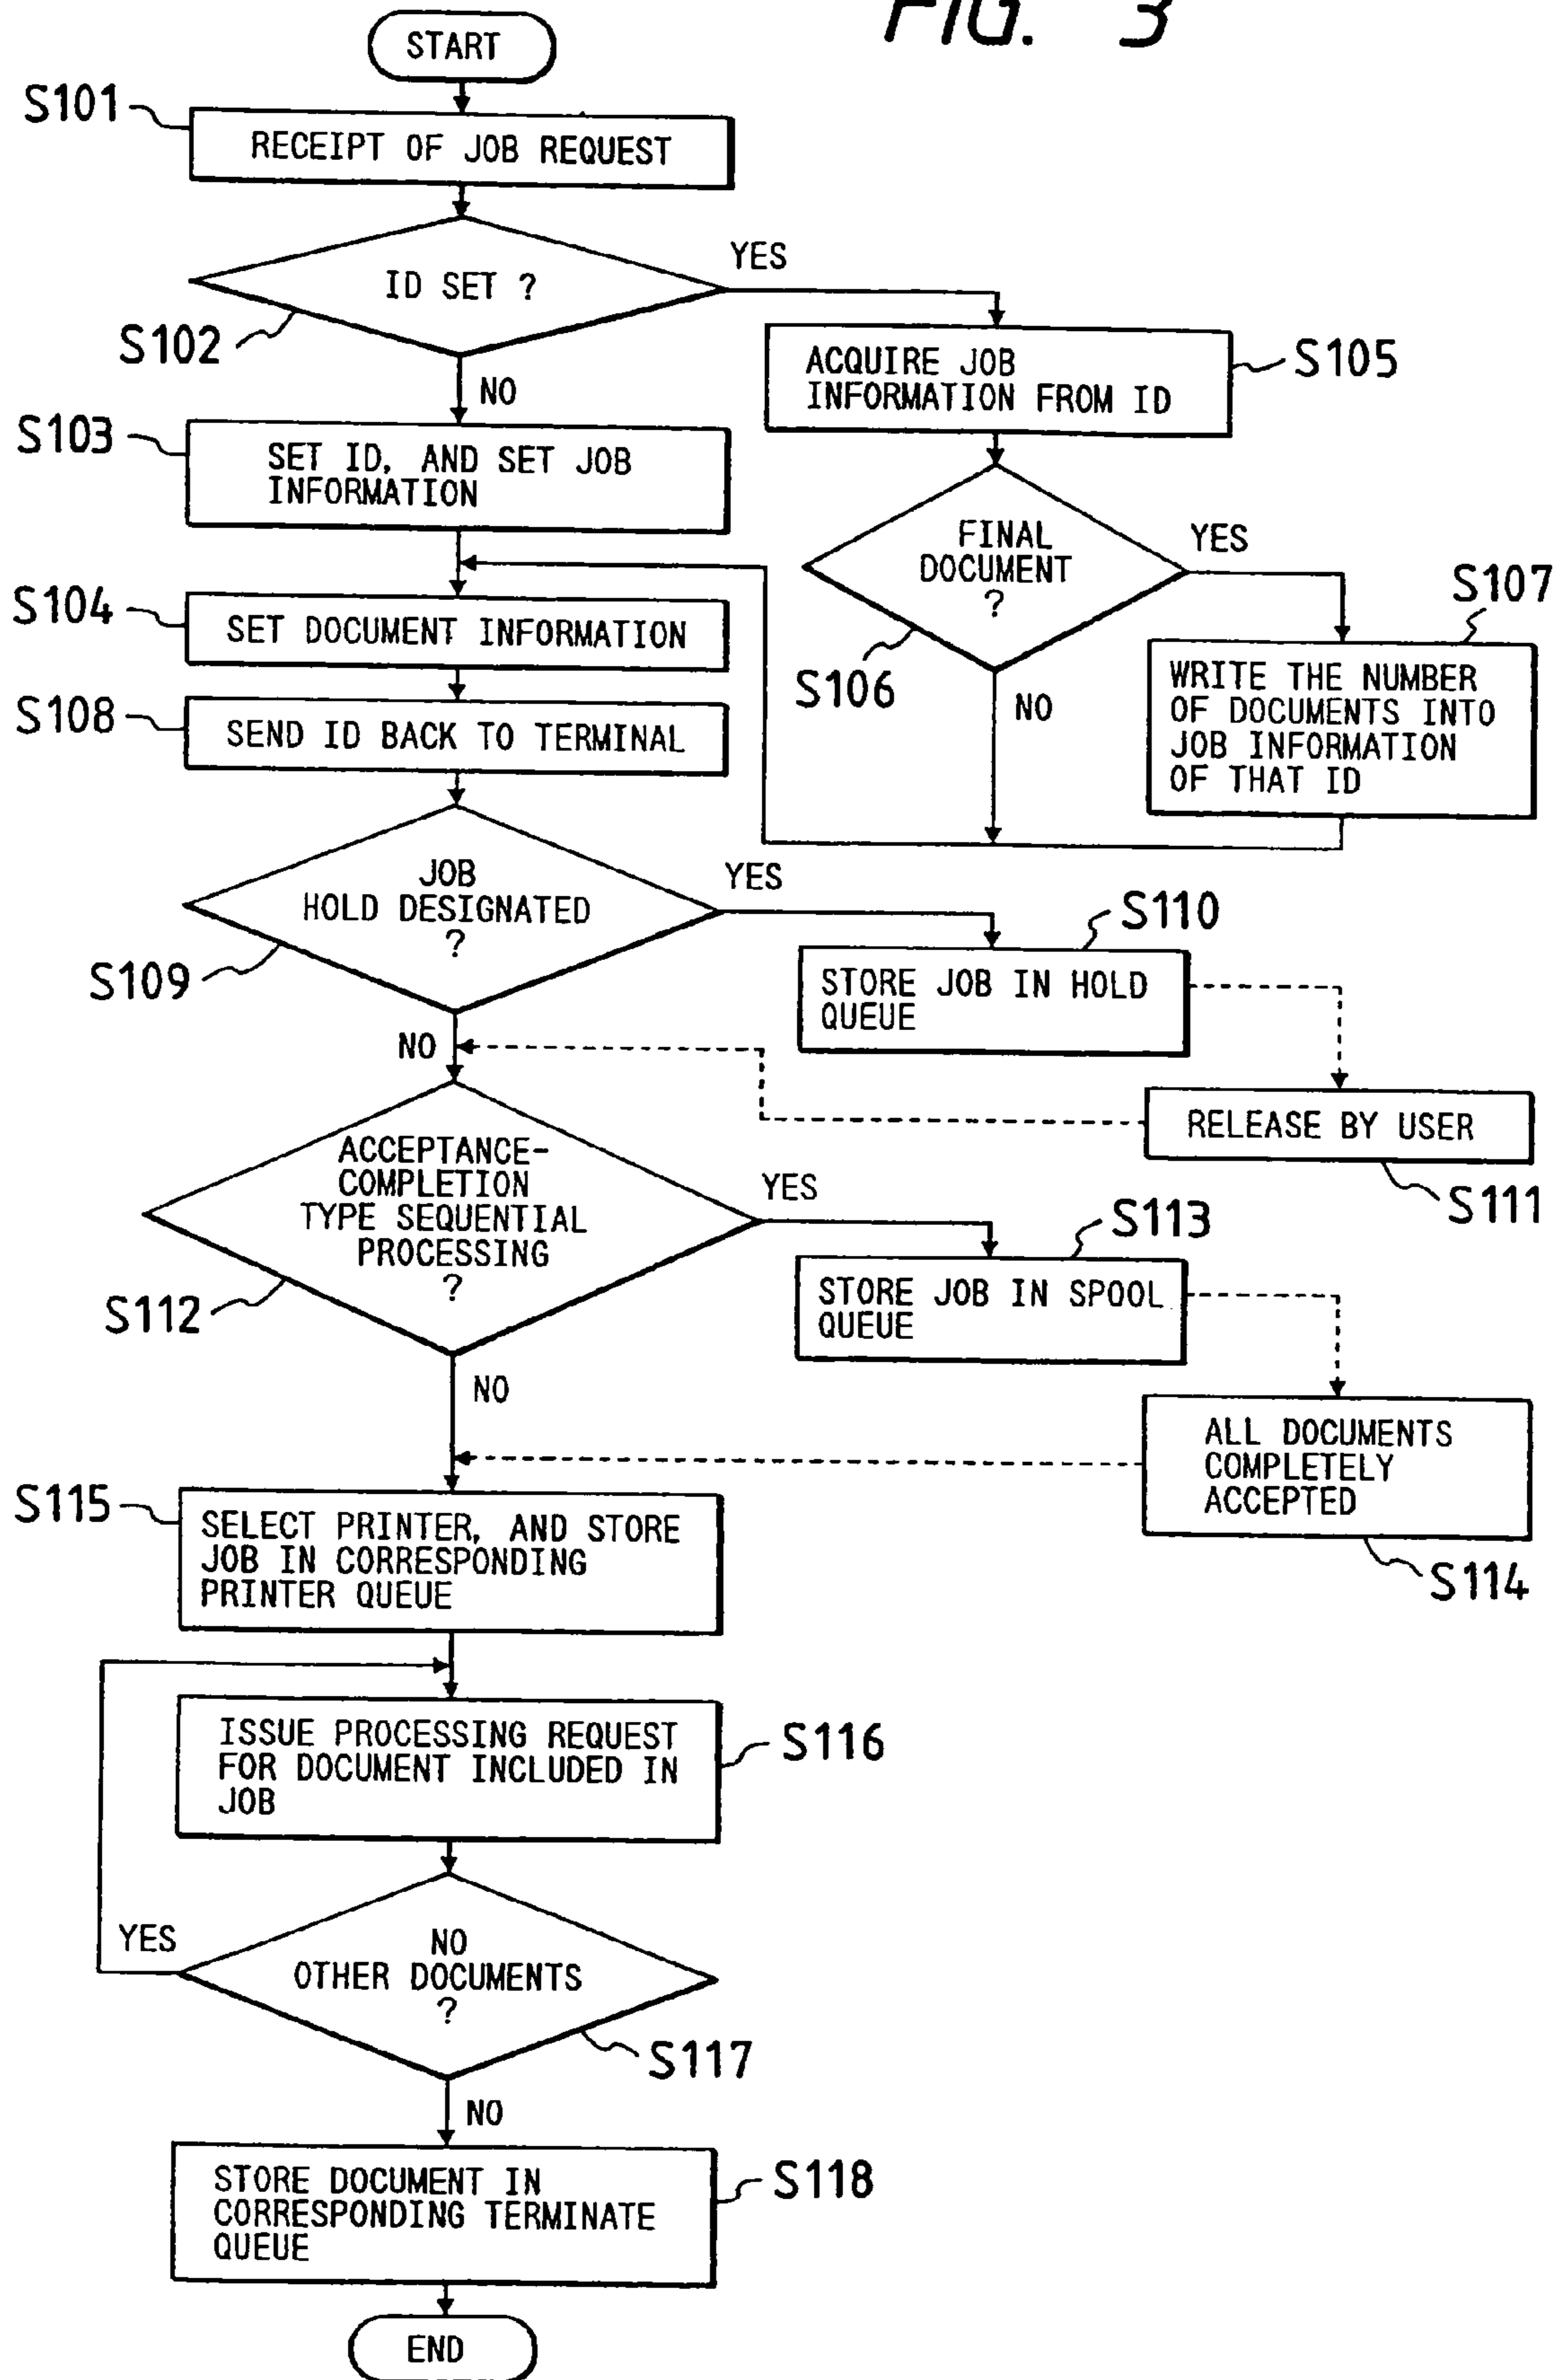 FIG. 3
START
S101
RECEIPT OF JOB REQUEST
ID SET ?
YES
S102
NO
ACQUIRE JOB
INFORMATION FROM ID
S105
S103
SET ID, AND SET JOB
INFORMATION
FINAL
DOCUMENT
?
YES
S106
NO
S107
WRITE THE NUMBER
OF DOCUMENTS INTO
JOB INFORMATION
OF THAT ID
S104
SET DOCUMENT INFORMATION
S108
SEND ID BACK TO TERMINAL
JOB
HOLD DESIGNATED
?
YES
S109
NO
S110
STORE JOB IN HOLD
QUEUE
RELEASE BY USER
S111
ACCEPTANCE-
COMPLETION
TYPE SEQUENTIAL
PROCESSING
?
YES
S112
NO
S113
STORE JOB IN SPOOL
QUEUE
ALL DOCUMENTS
COMPLETELY
ACCEPTED
S114
S115
SELECT PRINTER, AND STORE
JOB IN CORRESPONDING
PRINTER QUEUE
ISSUE PROCESSING REQUEST
FOR DOCUMENT INCLUDED IN
JOB
S116
YES
NO
OTHER DOCUMENTS
?
S117
NO
STORE DOCUMENT IN
CORRESPONDING TERMINATE
QUEUE
S118
END